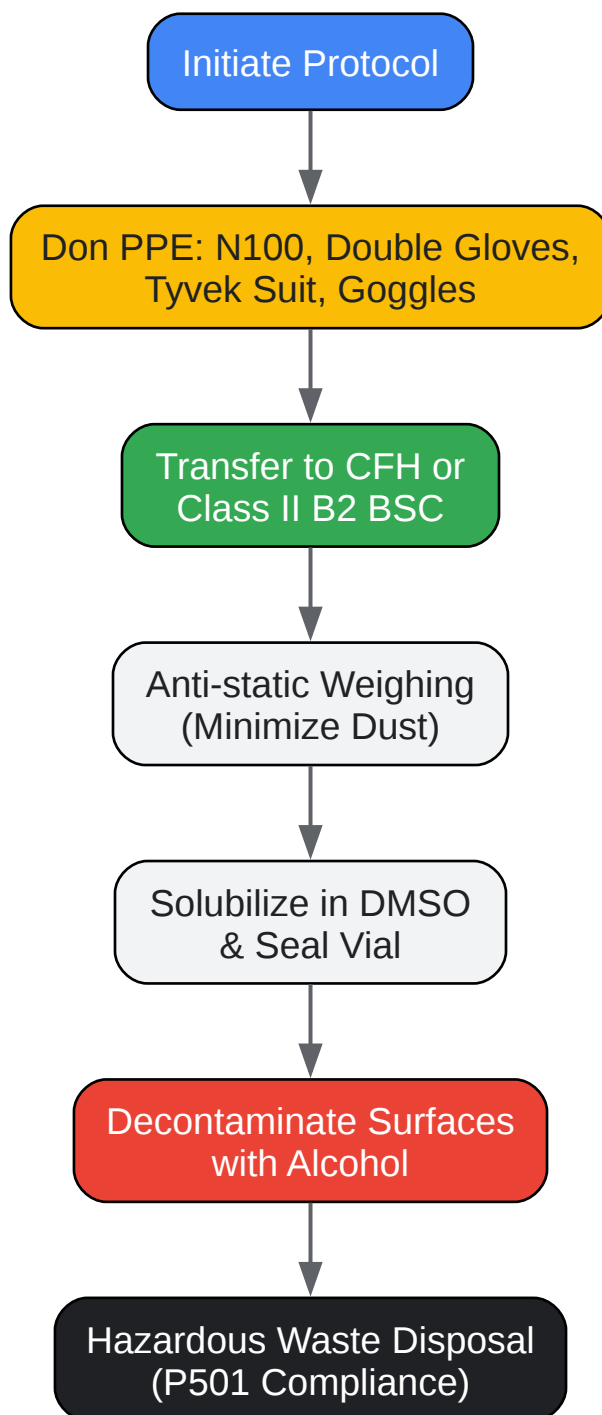 Initiate Protocol
Don PPE: N100, Double Gloves,
Tyvek Suit, Goggles
Transfer to CFH or
Class II B2 BSC
Anti-static Weighing
(Minimize Dust)
Solubilize in DMSO
& Seal Vial
Decontaminate Surfaces
with Alcohol
Hazardous Waste Disposal
(P501 Compliance)